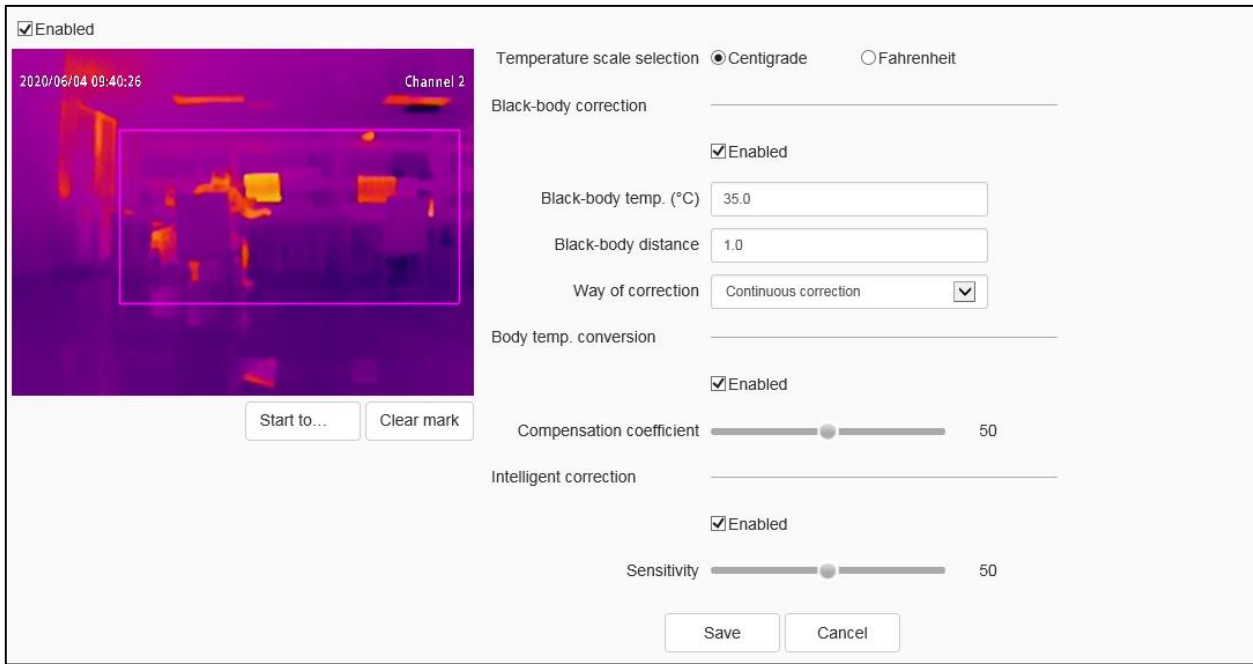 Enabled
2020/06/04 09:40:26
Channel 2
Start to...
Clear mark
Temperature scale selection
Centigrade
Fahrenheit
Black-body correction
Enabled
Black-body temp. (°C)
35.0
Black-body distance
1.0
Way of correction
Continuous correction
Body temp. conversion
Enabled
Compensation coefficient
50
Intelligent correction
Enabled
Sensitivity
50
Save
Cancel